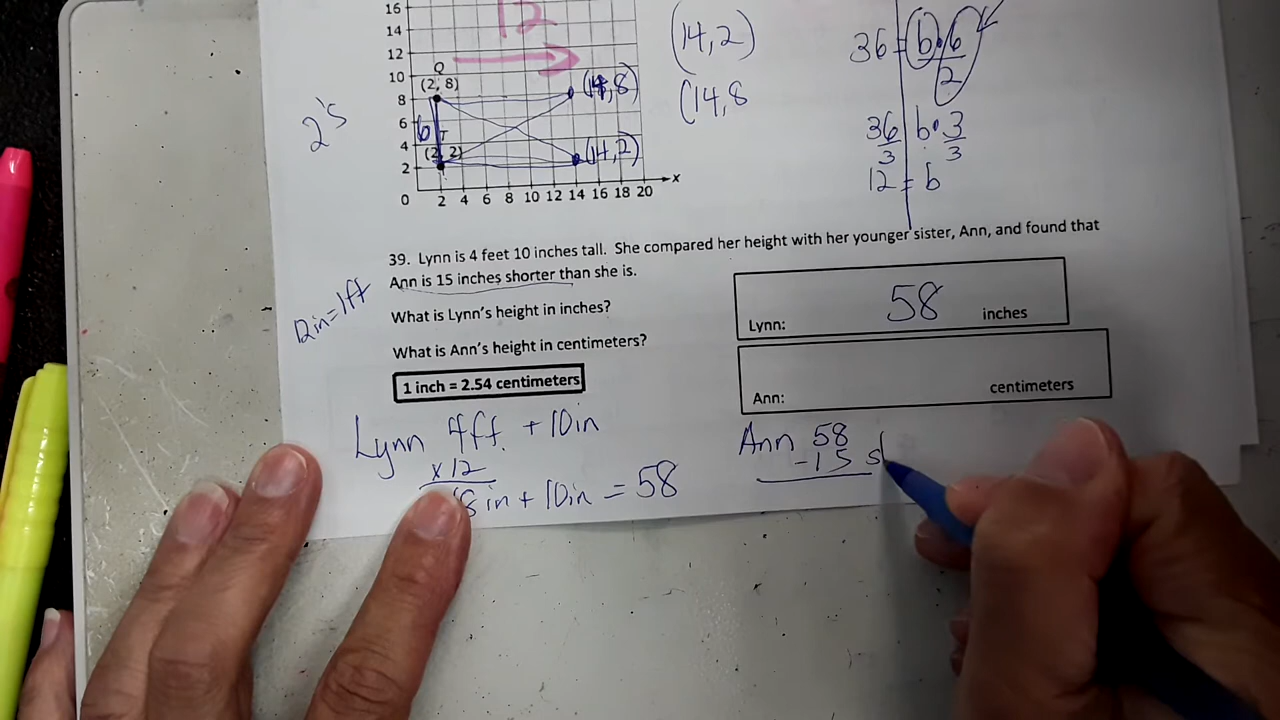 16
14
12
10
8
6
4
2
0
2 4 6 8 10 12 14 16 18 20 x
12
Q
(2, 8)
T
6
(14,2)
2's
(14,8)
(14,2)
(14,8
36 = b·6
2
36 b·3
3 3
12 = b
39. Lynn is 4 feet 10 inches tall. She compared her height with her younger sister, Ann, and found that
Ann is 15 inches shorter than she is.
12in=1ft
What is Lynn's height in inches?
What is Ann's height in centimeters?
1 inch = 2.54 centimeters
Lynn: 58 inches
Ann: centimeters
Lynn 4ft. + 10in
x 12
in + 10in = 58
Ann 58
-15 s